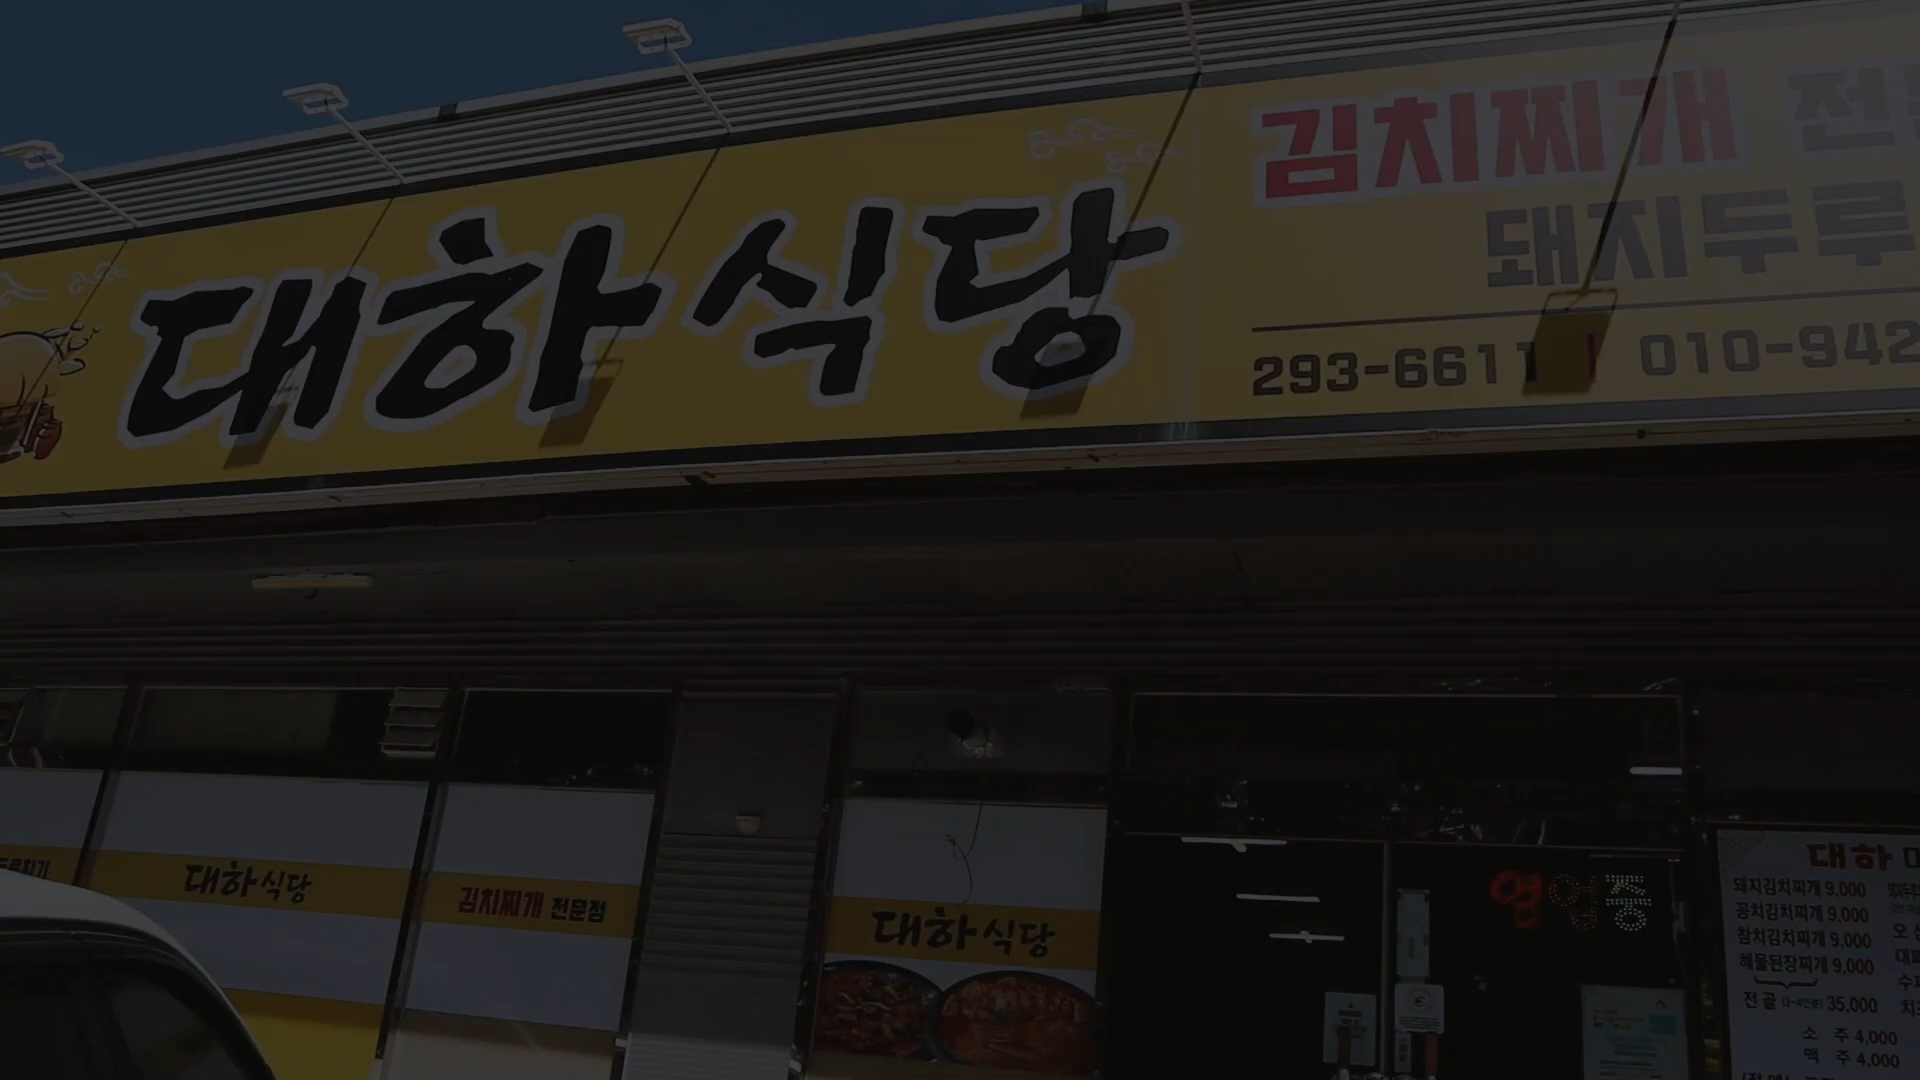 대하식당
김치찌개
돼지두루
293-6611
010-942
대하식당
김치찌개 전문점
대하식당
영업중
대하
돼지김치찌개 9,000
꽁치김치찌개 9,000
참치김치찌개 9,000
해물된장찌개 9,000
전골 (3~4인분) 35,000
소 주 4,000
맥 주 4,000